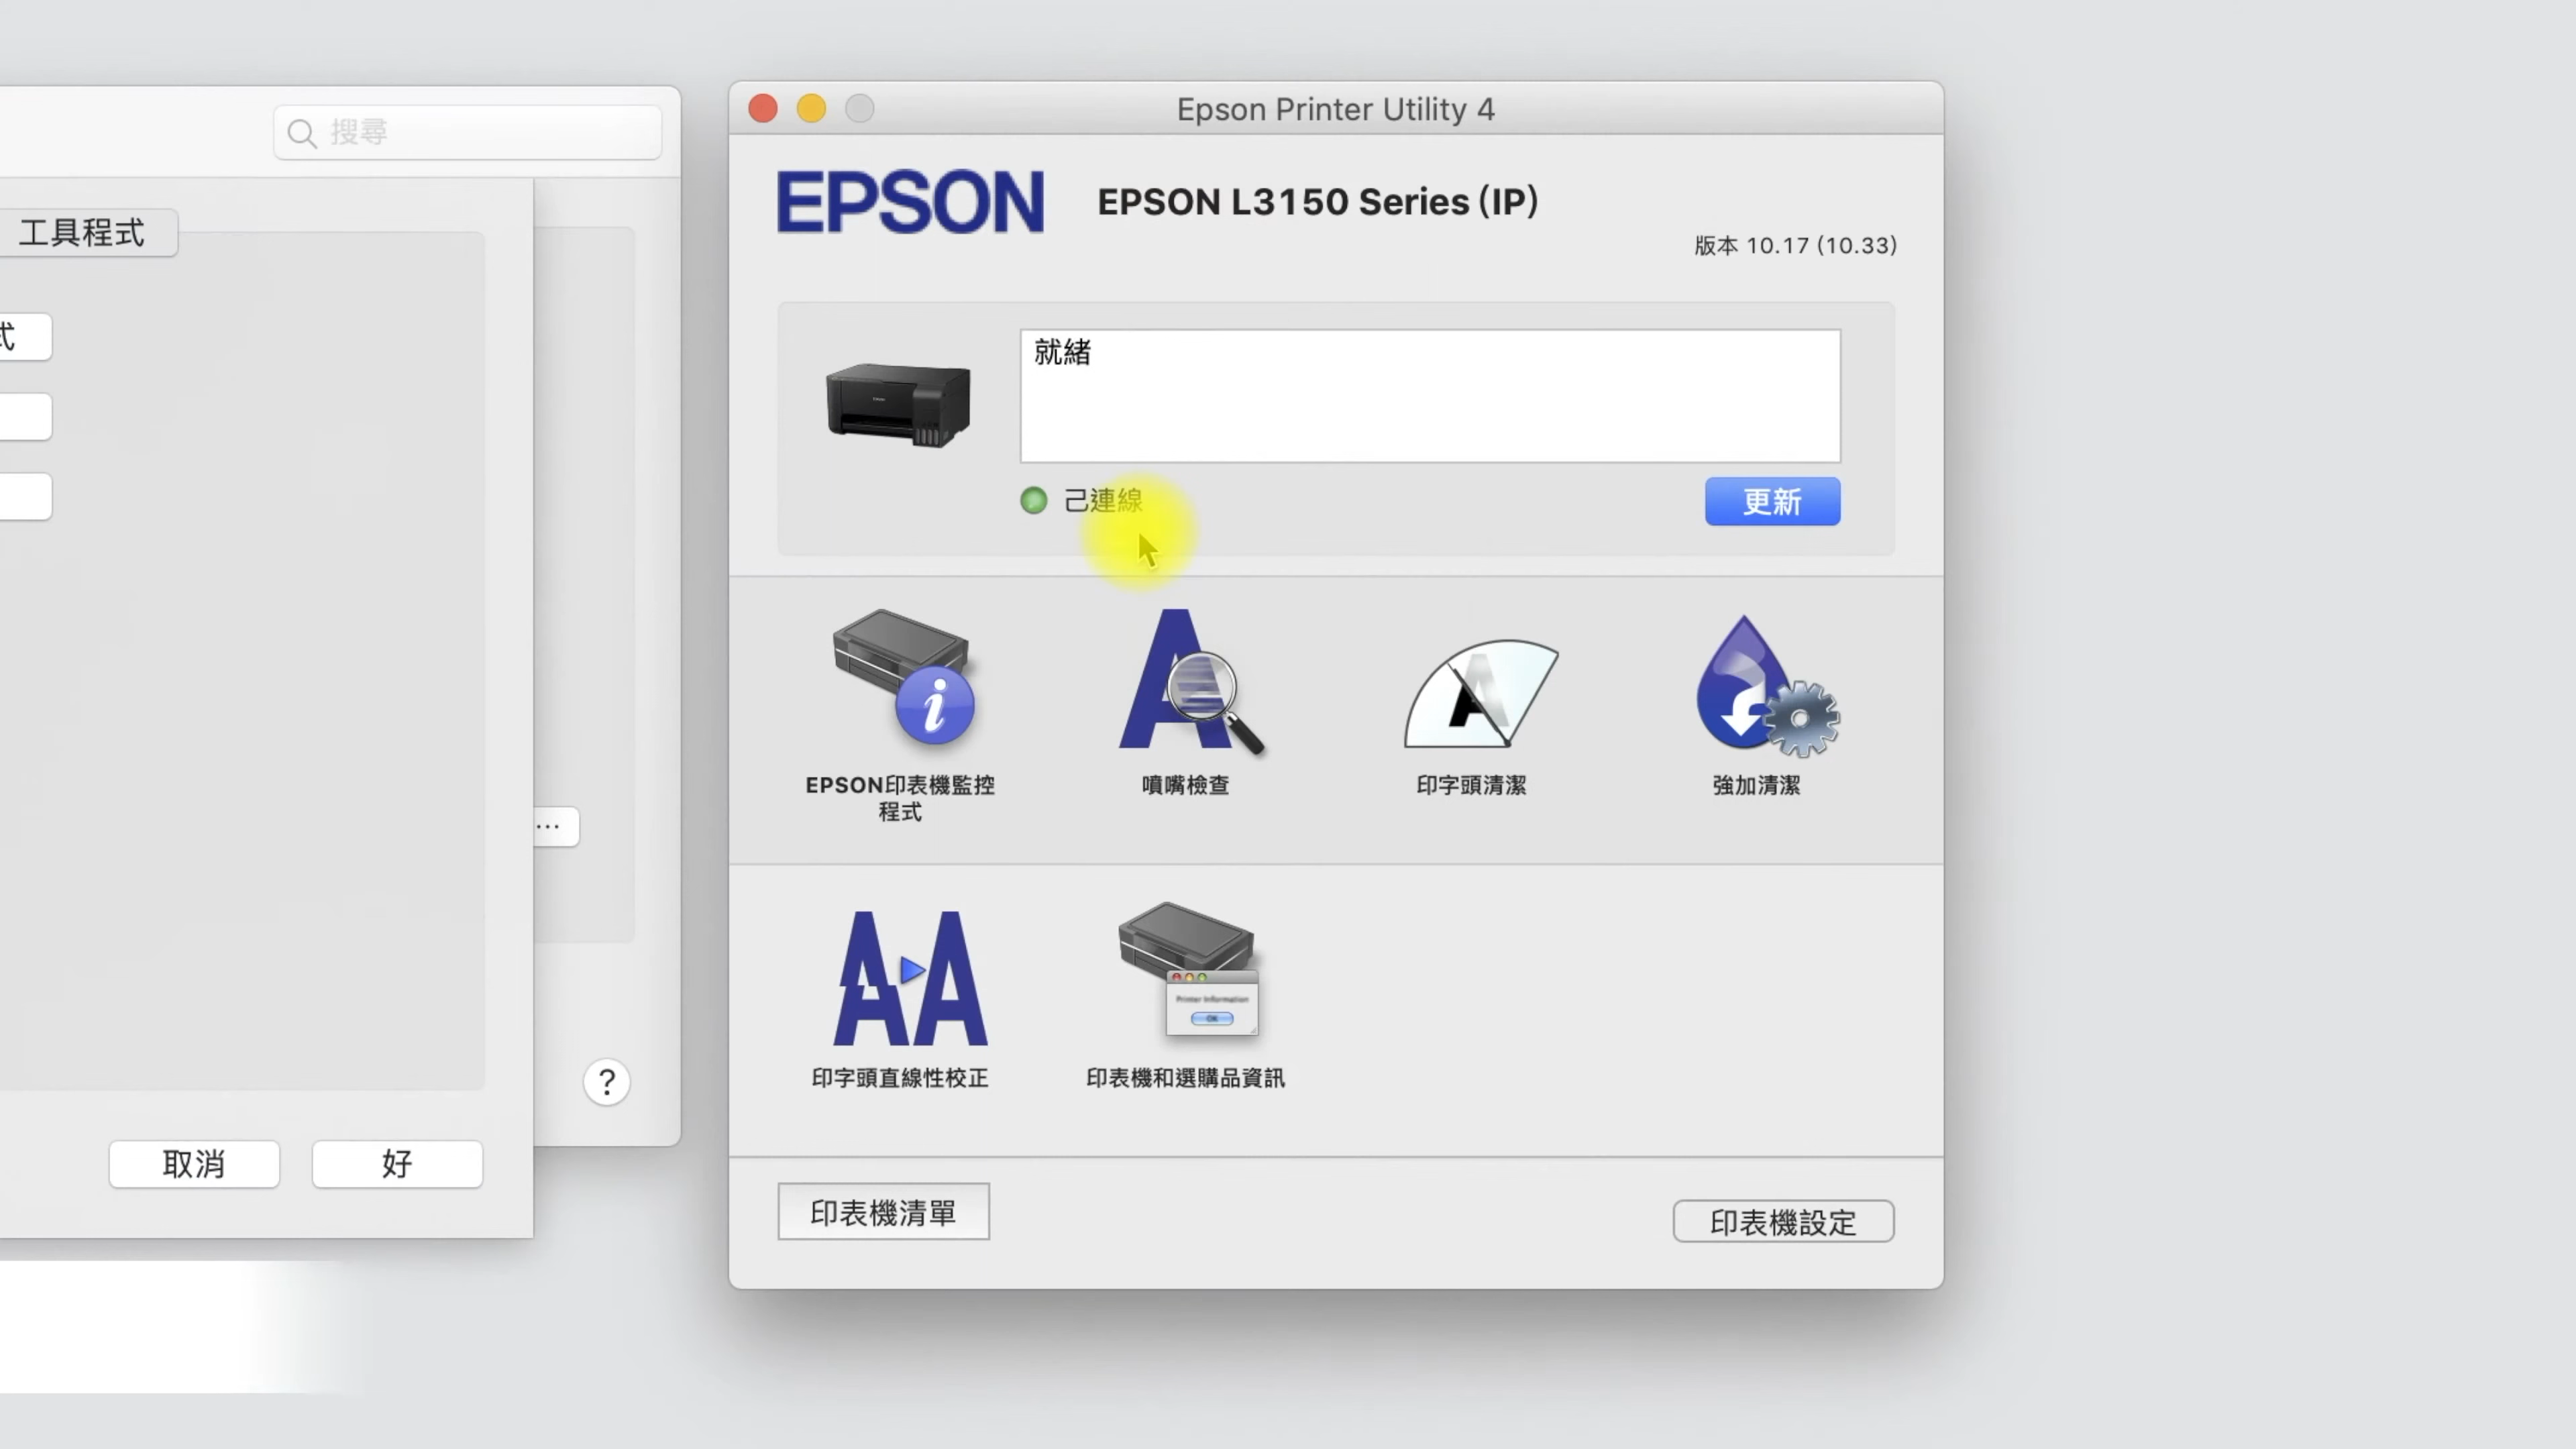 搜尋
工具程式
式
…
?
取消
好
Epson Printer Utility 4
EPSON
EPSON L3150 Series (IP)
版本 10.17 (10.33)
就緒
己連線
更新
EPSON印表機監控
程式
噴嘴檢查
印字頭清潔
強加清潔
印字頭直線性校正
Printer Information
OK
印表機和選購品資訊
印表機清單
印表機設定